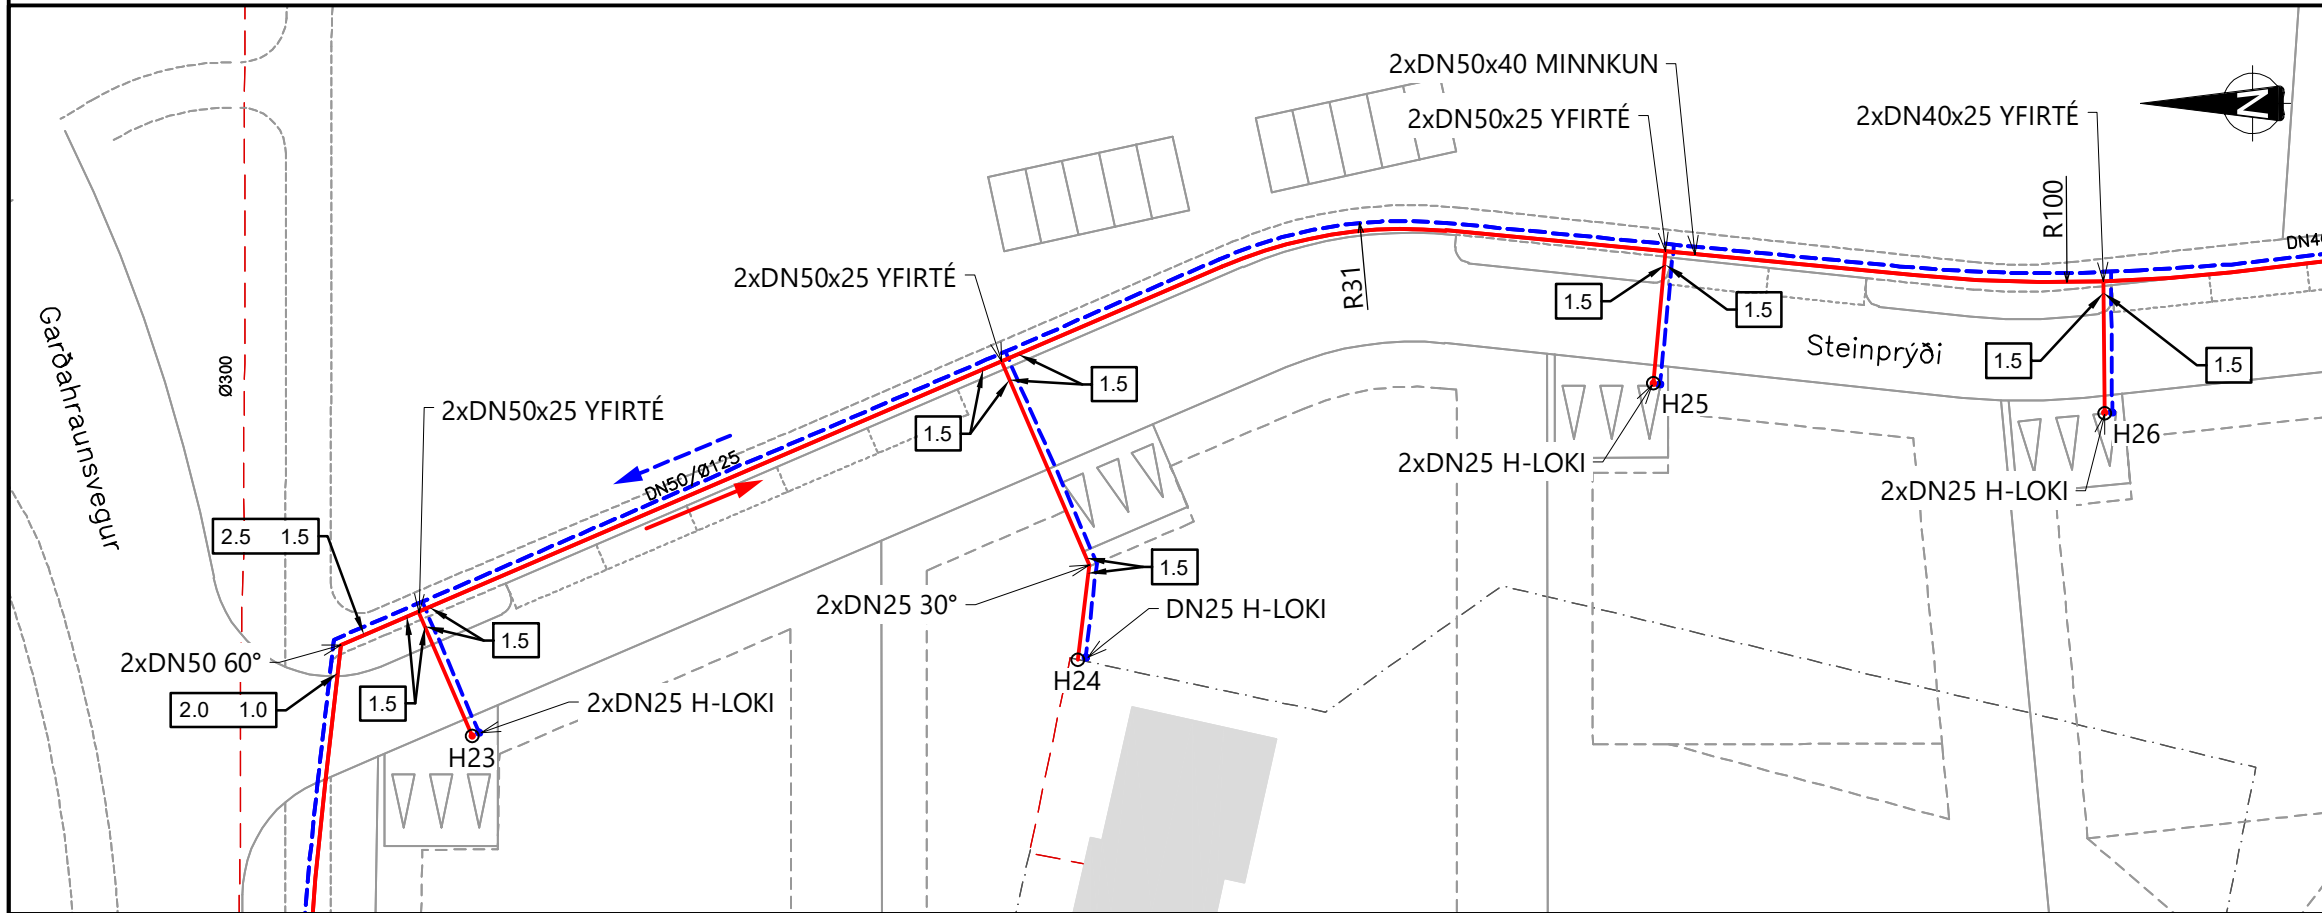 2xDN50x40 MINNKUN
2xDN50x25 YFIRTÉ
2xDN40x25 YFIRTÉ
N
R100
2xDN50x25 YFIRTÉ
R31
1.5
1.5
Steinprýði
1.5
1.5
Garðahraunsvegur
Ø300
2xDN50x25 YFIRTÉ
1.5
1.5
H25
H26
2xDN25 H-LOKI
2xDN25 H-LOKI
DN50/Ø125
2.5 1.5
1.5
2xDN25 30°
DN25 H-LOKI
1.5
2xDN50 60°
H24
2.0 1.0
1.5
2xDN25 H-LOKI
H23